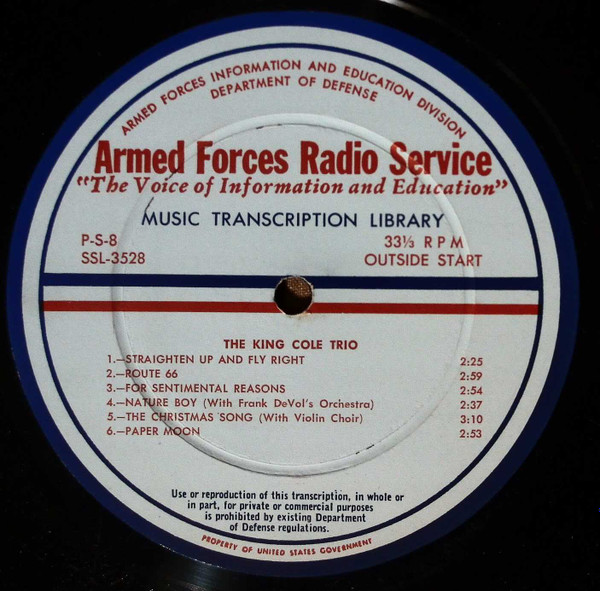 ARMED FORCES INFORMATION AND EDUCATION DIVISION
DEPARTMENT OF DEFENSE
Armed Forces Radio Service
"The Voice of Information and Education"
MUSIC TRANSCRIPTION LIBRARY
P-S-8 33⅓ R P M
SSL-3528 OUTSIDE START
THE KING COLE TRIO
1.—STRAIGHTEN UP AND FLY RIGHT 2:25
2.—ROUTE 66 2:59
3.—FOR SENTIMENTAL REASONS 2:54
4.—NATURE BOY (With Frank DeVol's Orchestra) 2:37
5.—THE CHRISTMAS SONG (With Violin Choir) 3:10
6.—PAPER MOON 2:53
Use or reproduction of this transcription, in whole or
in part, for private or commercial purposes
is prohibited by existing Department
of Defense regulations.
PROPERTY OF UNITED STATES GOVERNMENT